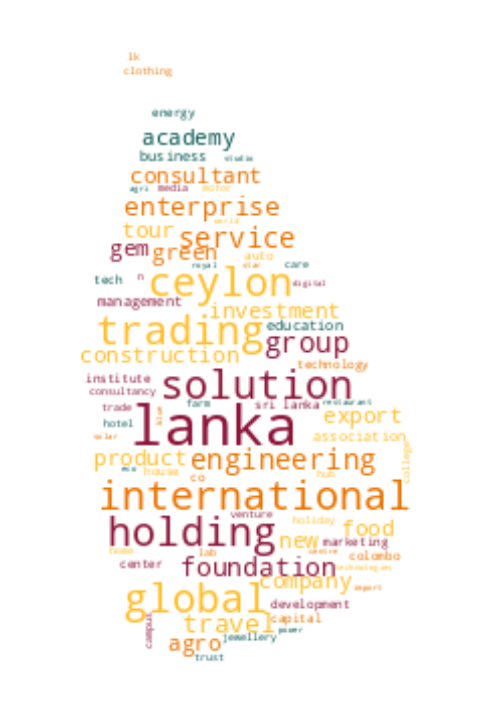 lk
clothing
energy
academy
business studio
consultant
agri media motor
enterprise
world
tour service
gem green auto
royal star care
tech n ceylon digital
management investment
trading education
construction group
technology
institute solution
consultancy
trade farm sri lanka restaurant
hotel blue lanka export
solar association
product engineering college
eco house co hub
international
venture
holding holiday food
new marketing
home lab centre colombo
center foundation technologies
company import
global development
campus travel capital
agro jewellery power
trust